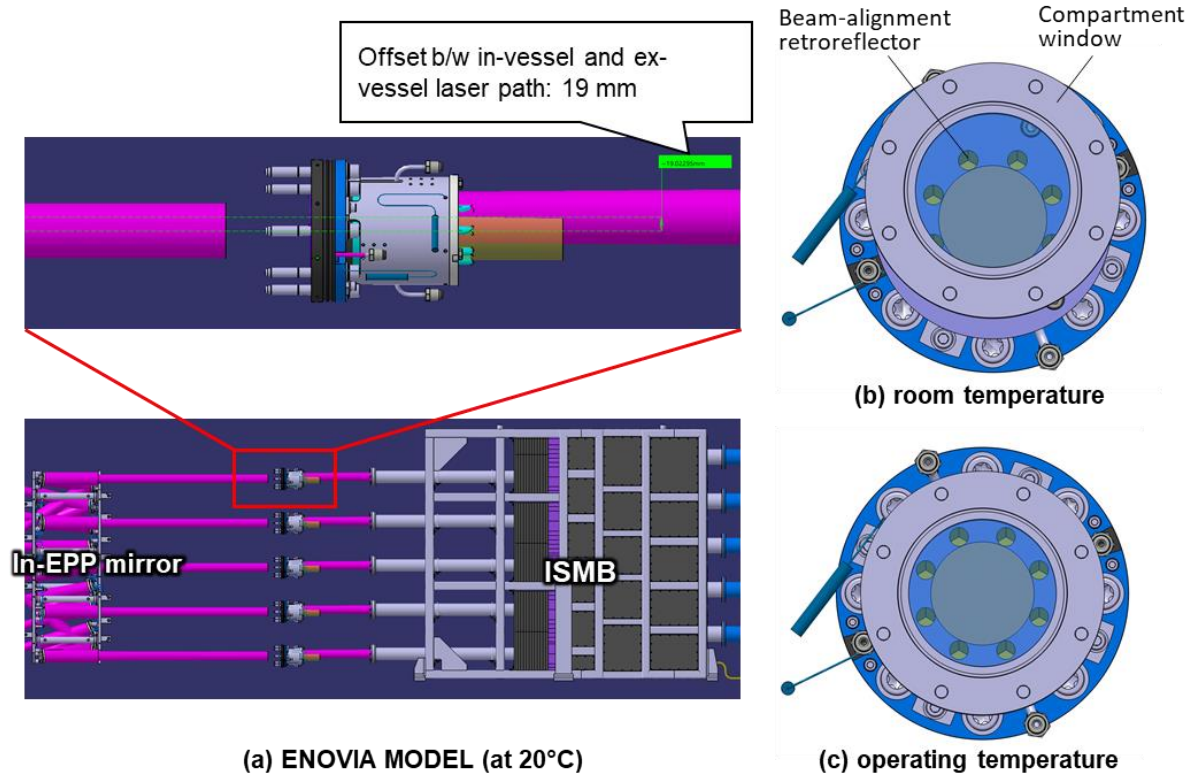 Offset b/w in-vessel and ex-
vessel laser path: 19 mm
Beam-alignment
retroreflector
Compartment
window
(b) room temperature
In-EPP mirror
ISMB
(a) ENOVIA MODEL (at 20°C)
(c) operating temperature